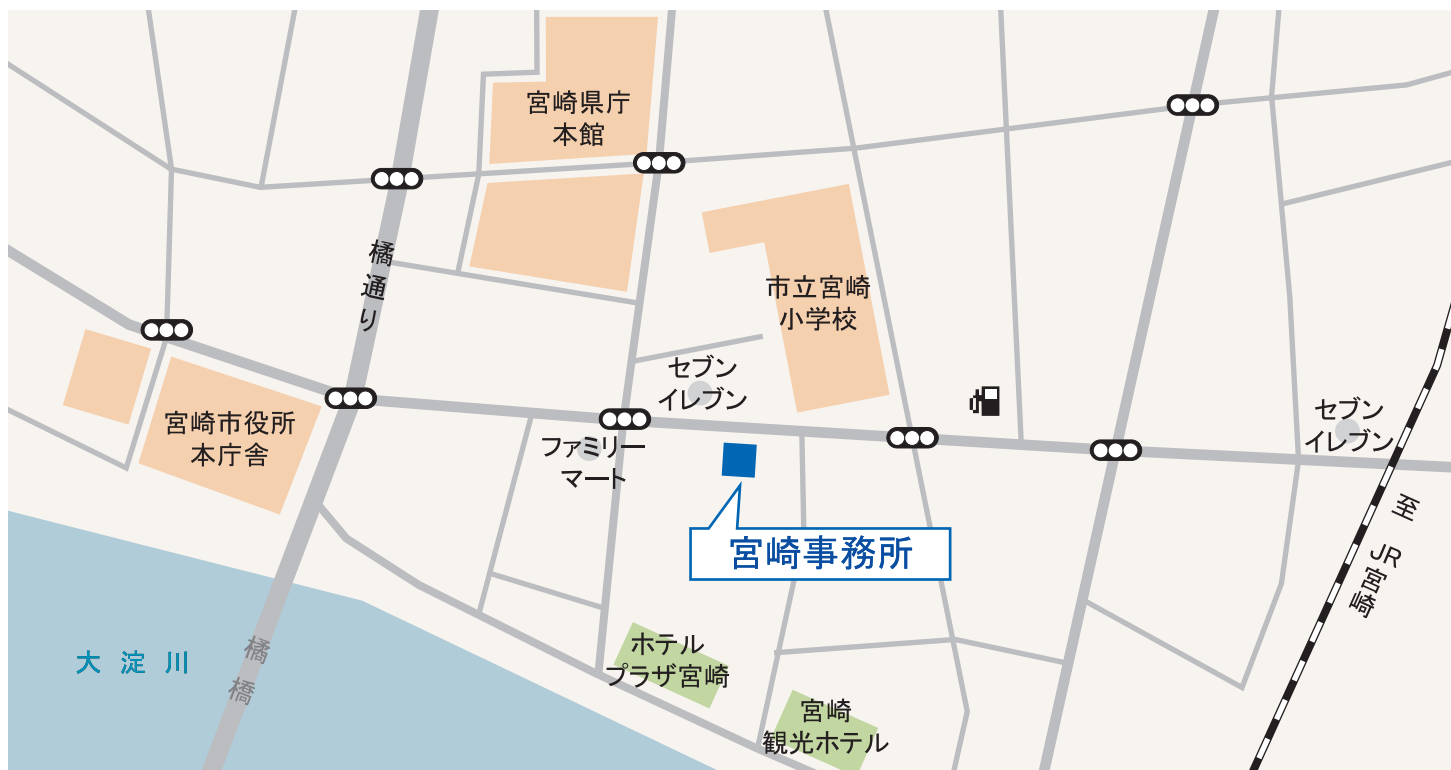 宮崎県庁
本館
橘通り
市立宮崎
小学校
セブン
イレブン
セブン
イレブン
宮崎市役所
本庁舎
ファミリー
マート
宮崎事務所
至 JR宮崎
ホテル
プラザ宮崎
大淀川
橘橋
宮崎
観光ホテル